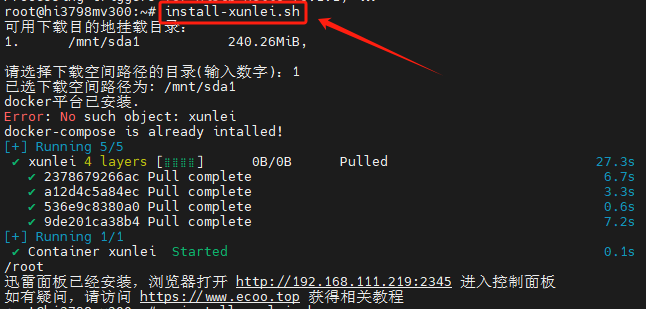 root@hi3798mv300:~# install-xunlei.sh
可用下载目的地挂载目录:
1. /mnt/sda1 240.26MiB,
请选择下载空间路径的目录(输入数字): 1
已选下载空间路径为: /mnt/sda1
docker平台已安装.
Error: No such object: xunlei
docker-compose is already intalled!
[+] Running 5/5
✔ xunlei 4 layers [⣿⣿⣿⣿] 0B/0B Pulled 27.3s
✔ 2378679266ac Pull complete 6.7s
✔ a12d4c5a84ec Pull complete 3.3s
✔ 536e9c8380a0 Pull complete 0.6s
✔ 9de201ca38b4 Pull complete 7.2s
[+] Running 1/1
✔ Container xunlei Started 0.1s
/root
迅雷面板已经安装，浏览器打开 http://192.168.111.219:2345 进入控制面板
如有疑问，请访问 https://www.ecoo.top 获得相关教程